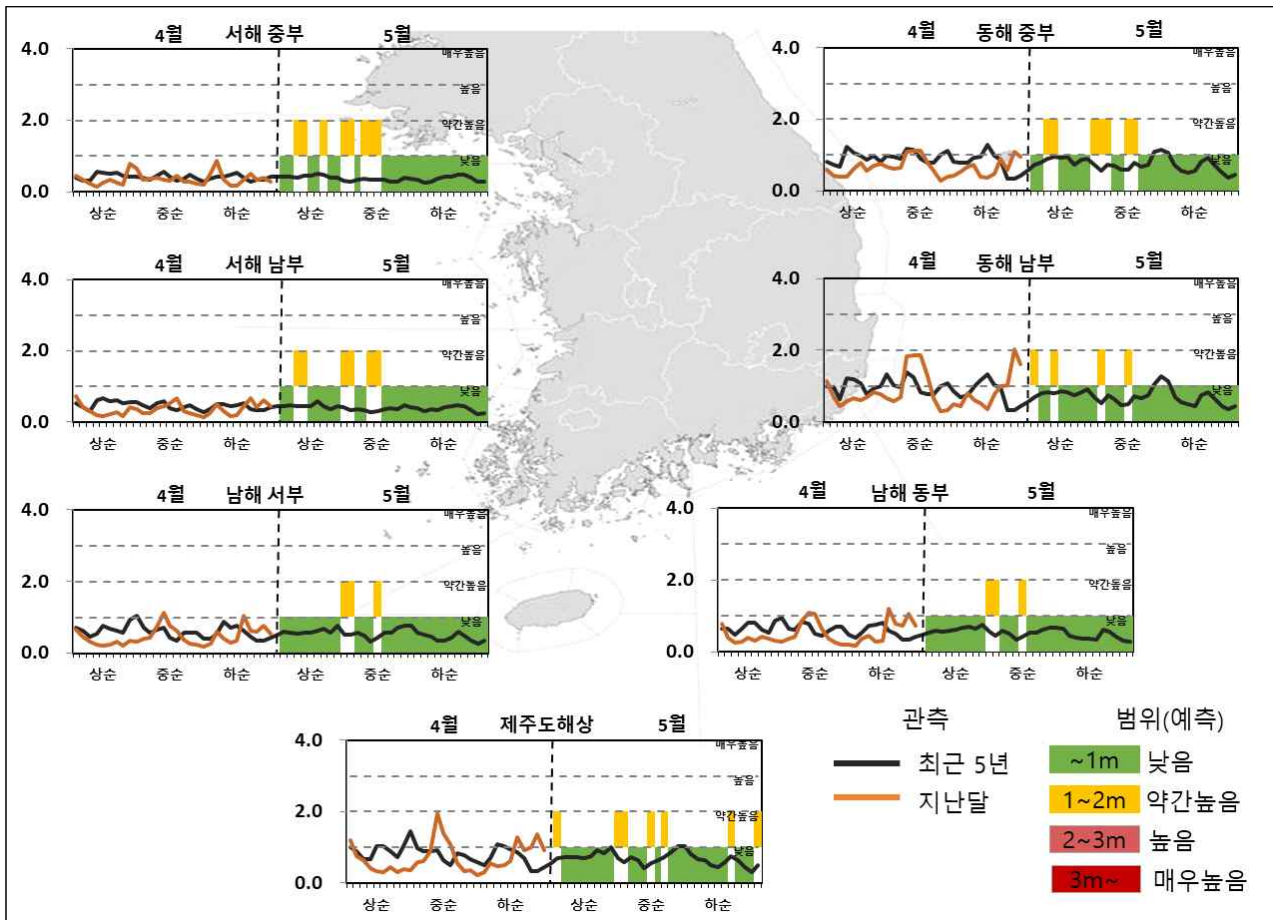 4월 서해 중부 5월
4.0
매우높음
높음
2.0
약간높음
낮음
0.0
상순 중순 하순 상순 중순 하순
4월 동해 중부 5월
4.0
매우높음
높음
2.0
약간높음
낮음
0.0
상순 중순 하순 상순 중순 하순
4월 서해 남부 5월
4.0
매우높음
높음
2.0
약간높음
낮음
0.0
상순 중순 하순 상순 중순 하순
4월 동해 남부 5월
4.0
매우높음
높음
2.0
약간높음
낮음
0.0
상순 중순 하순 상순 중순 하순
4월 남해 서부 5월
4.0
매우높음
높음
2.0
약간높음
낮음
0.0
상순 중순 하순 상순 중순 하순
4월 남해 동부 5월
4.0
매우높음
높음
2.0
약간높음
낮음
0.0
상순 중순 하순 상순 중순 하순
4월 제주도해상 5월
4.0
매우높음
높음
2.0
약간높음
낮음
0.0
상순 중순 하순 상순 중순 하순
관측
최근 5년
지난달
범위(예측)
~1m 낮음
1~2m 약간높음
2~3m 높음
3m~ 매우높음